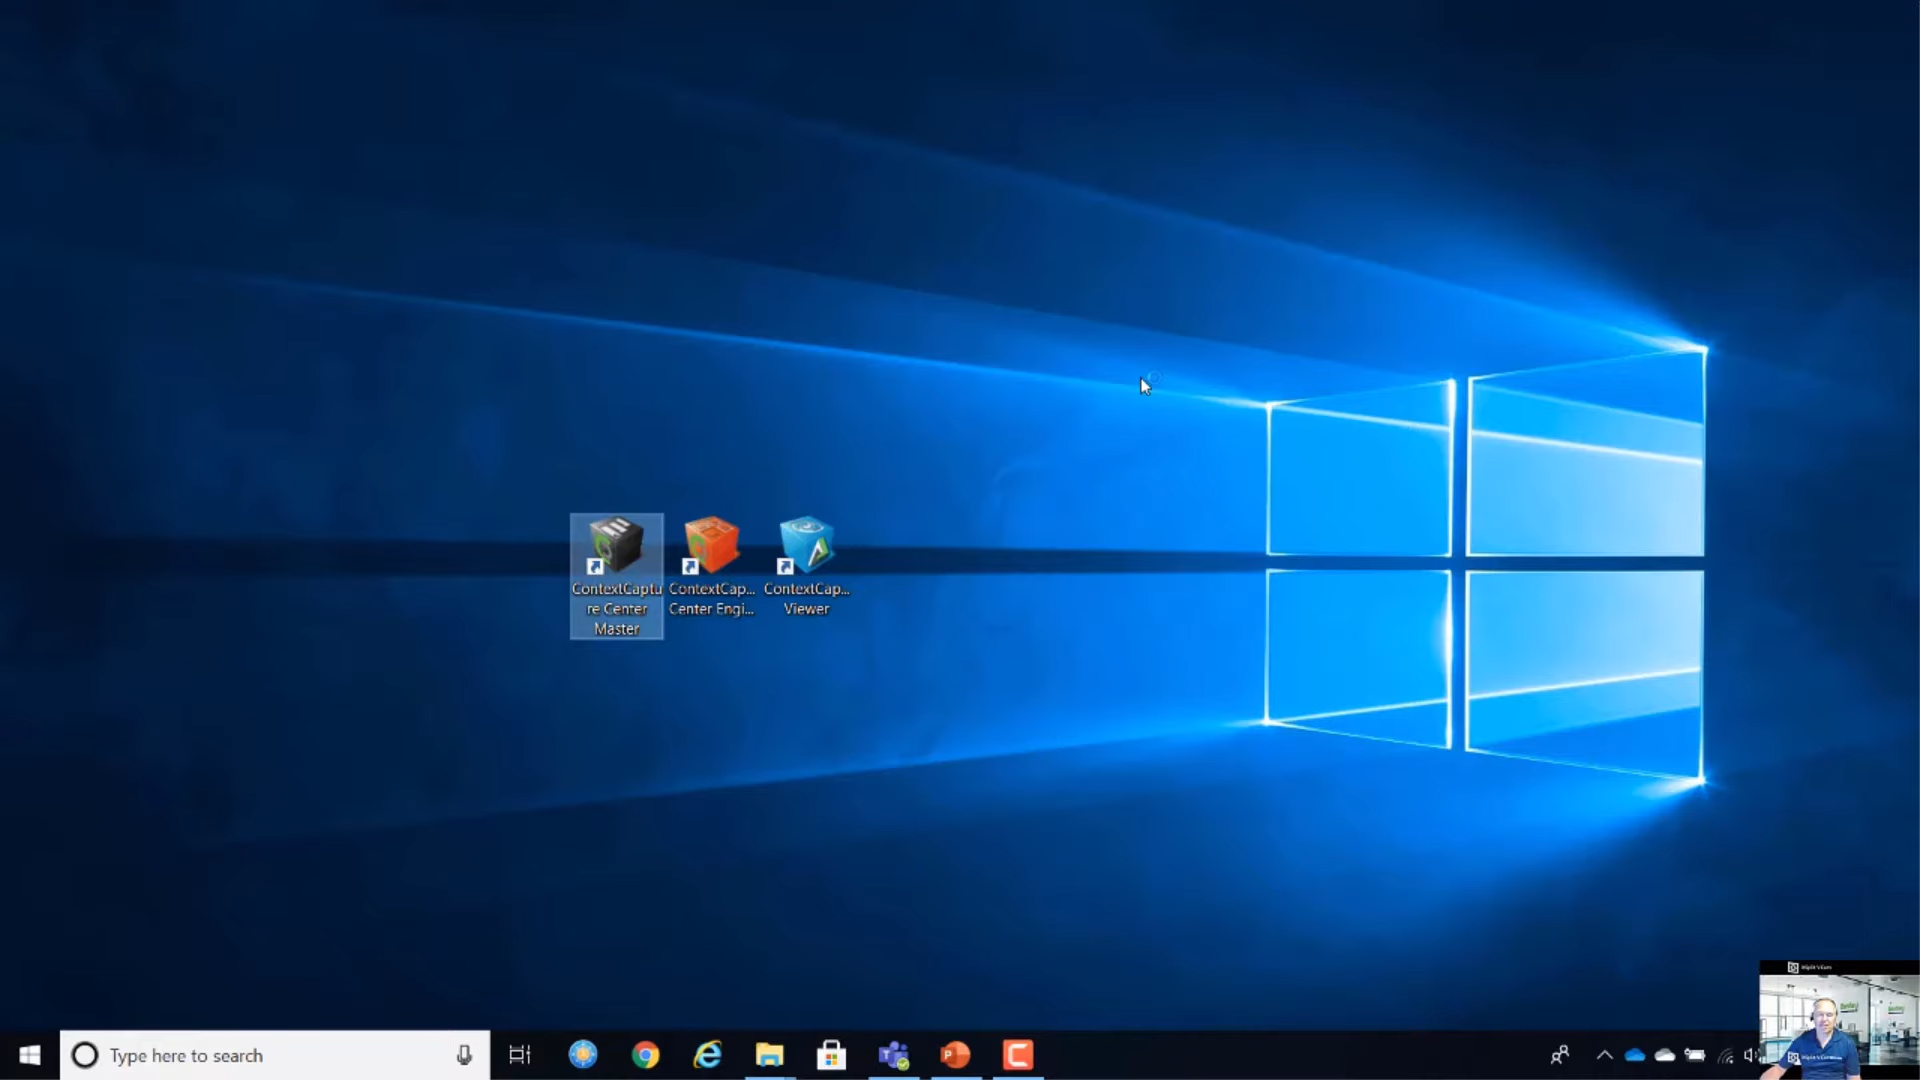 ContextCaptu
re Center
Master
ContextCap...
Center Engi...
ContextCap...
Viewer
Type here to search